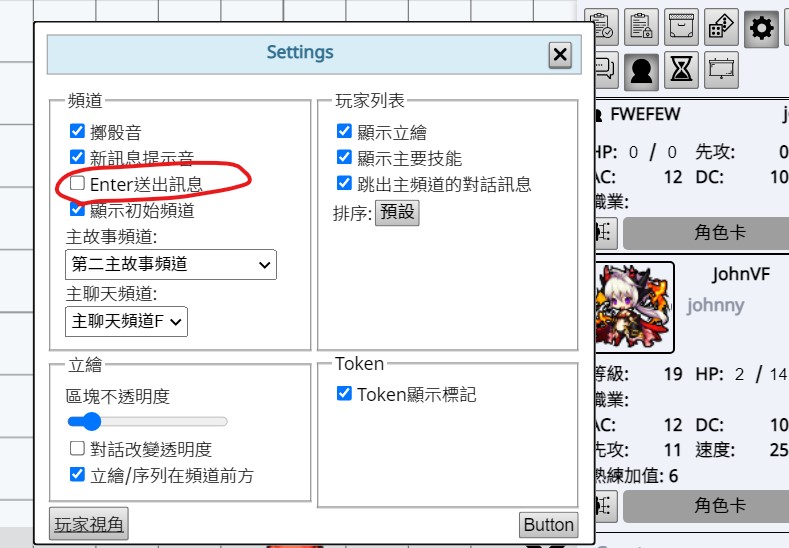 Settings
頻道
擲骰音
新訊息提示音
Enter送出訊息
顯示初始頻道
主故事頻道:
第二主故事頻道
主聊天頻道:
主聊天頻道F
玩家列表
顯示立繪
顯示主要技能
跳出主頻道的對話訊息
排序: 預設
立繪
區塊不透明度
對話改變透明度
立繪/序列在頻道前方
Token
Token顯示標記
玩家視角
Button
FWEFEW
HP: 0 / 0 先攻: 0
AC: 12 DC: 10
職業:
角色卡
JohnVF
johnny
等級: 19 HP: 2 / 14
職業:
AC: 12 DC: 10
先攻: 11 速度: 25
熟練加值: 6
角色卡